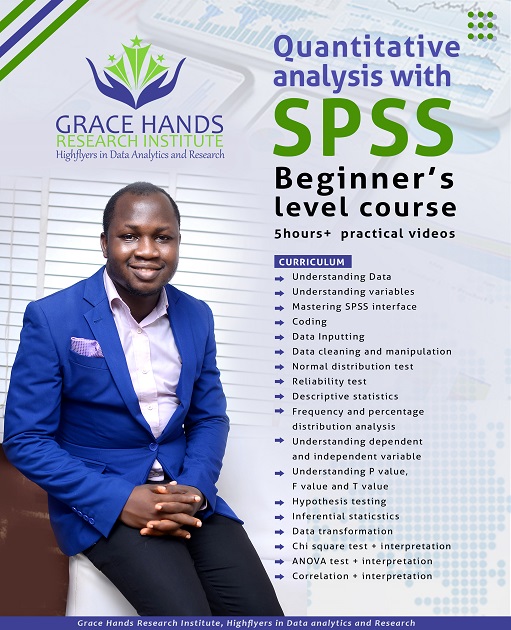 GRACE HANDS
RESEARCH INSTITUTE
Highflyers in Data Analytics and Research
Quantitative
analysis with
SPSS
Beginner's
level course
5hours+ practical videos
CURRICULUM
Understanding Data
Understanding variables
Mastering SPSS interface
Coding
Data Inputting
Data cleaning and manipulation
Normal distribution test
Reliability test
Descriptive statistics
Frequency and percentage
distribution analysis
Understanding dependent
and independent variable
Understanding P value,
F value and T value
Hypothesis testing
Inferential staticstics
Data transformation
Chi square test + interpretation
ANOVA test + interpretation
Correlation + interpretation
Grace Hands Research Institute, Highflyers in Data analytics and Research